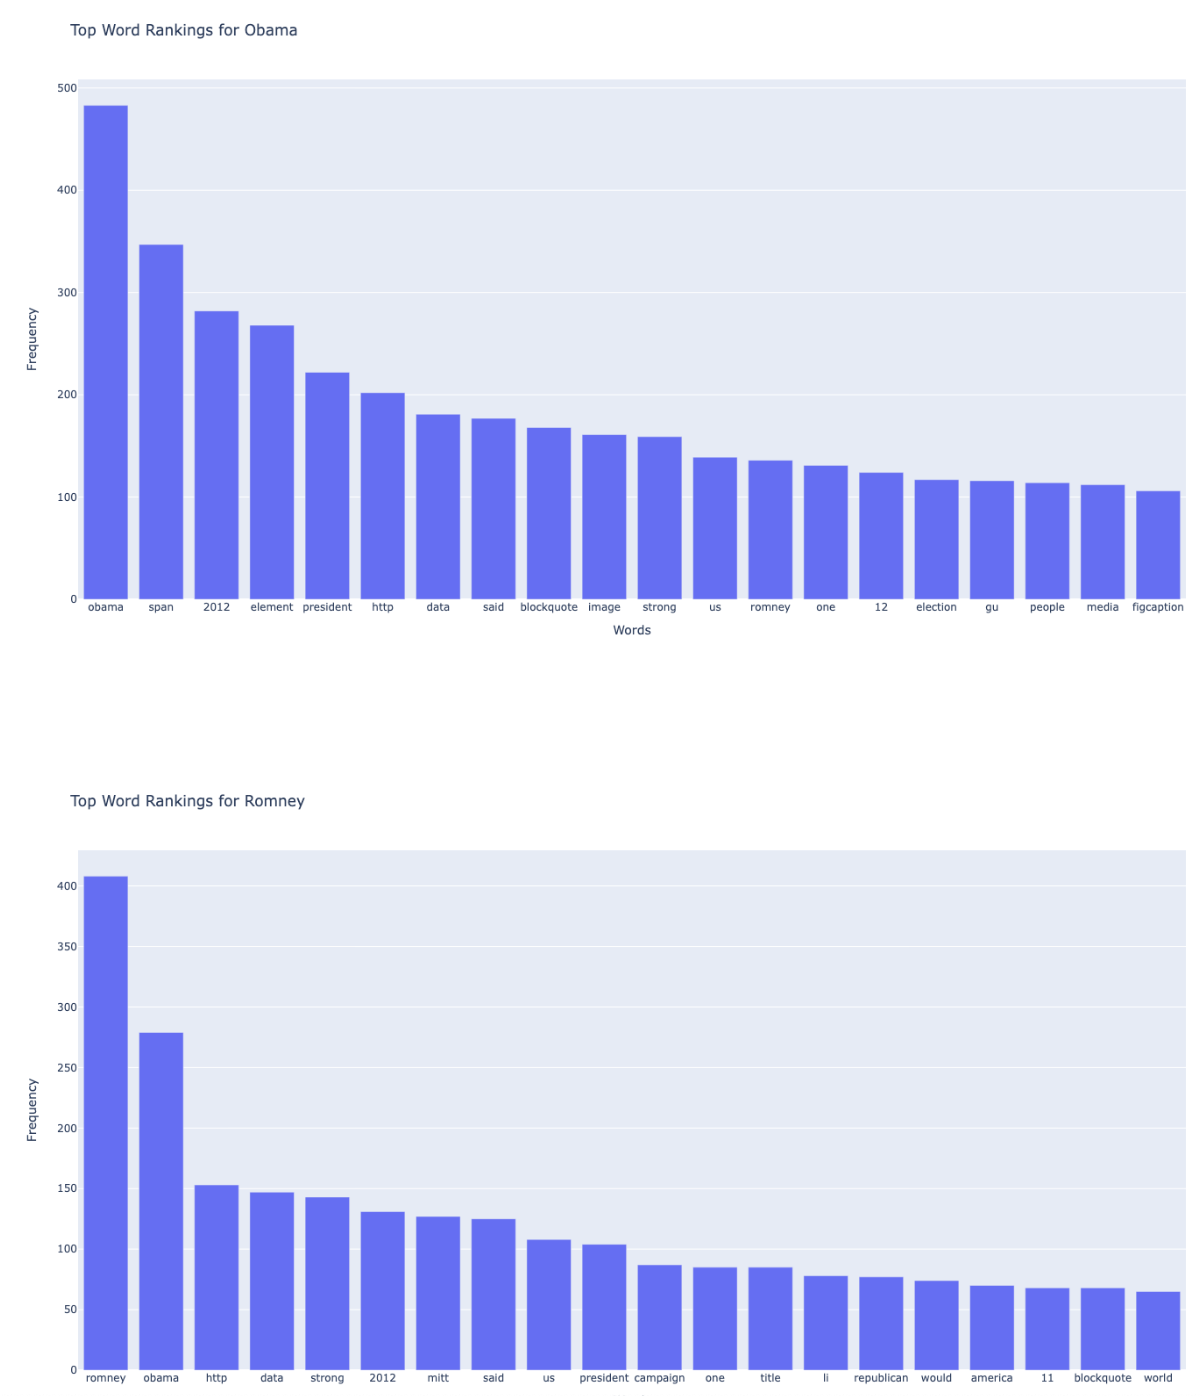 Top Word Rankings for Obama
500
400
300
200
100
0
Frequency
obama span 2012 element president http data said blockquote image strong us romney one 12 election gu people media figcaption
Words
Top Word Rankings for Romney
400
350
300
250
200
150
100
50
0
Frequency
romney obama http data strong 2012 mitt said us president campaign one title li republican would america 11 blockquote world